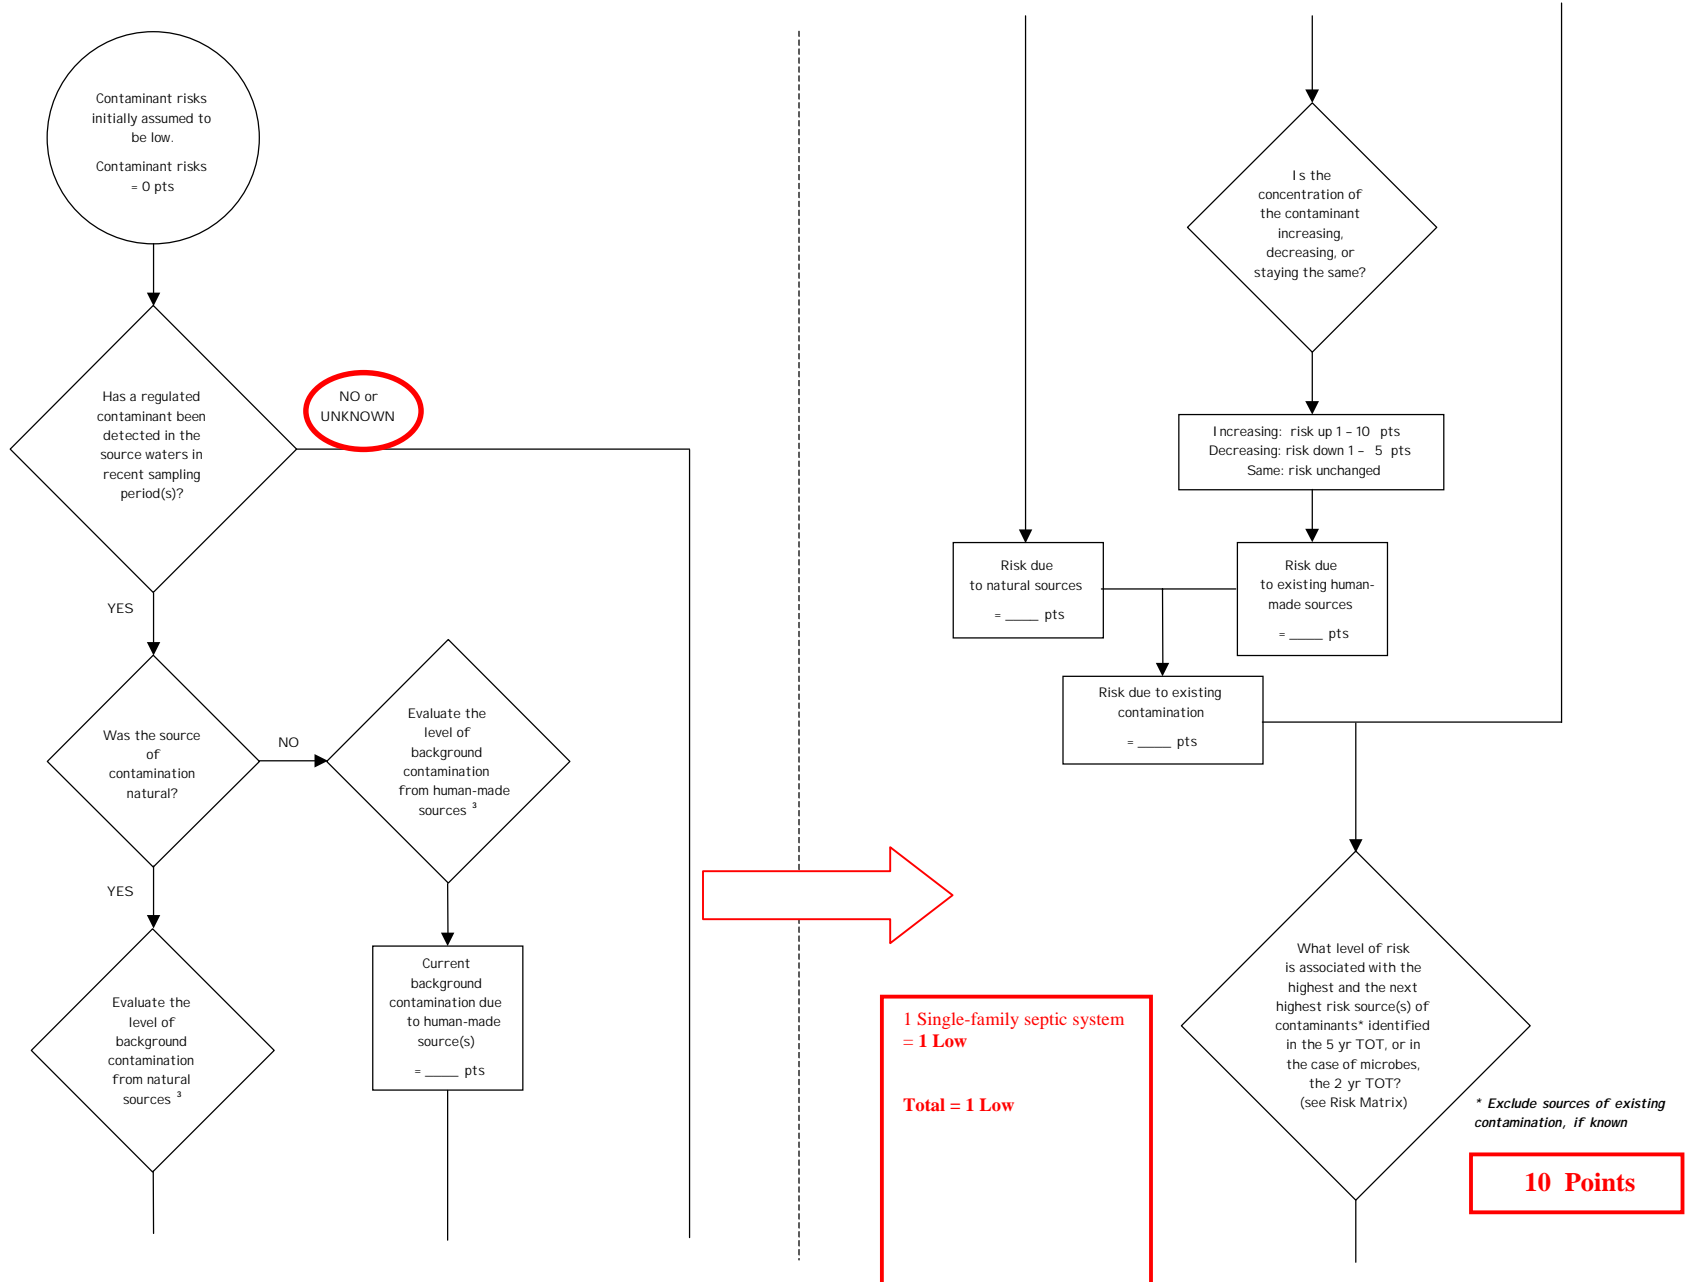 Contaminant risks
initially assumed to
be low.
Contaminant risks
= 0 pts
Has a regulated
contaminant been
detected in the
source waters in
recent sampling
period(s)?
NO or
UNKNOWN
YES
Was the source
of
contamination
natural?
NO
Evaluate the
level of
background
contamination
from human-made
sources ³
YES
Evaluate the
level of
background
contamination
from natural
sources ³
Current
background
contamination due
to human-made
source(s)
= ____ pts
Is the
concentration of
the contaminant
increasing,
decreasing, or
staying the same?
Increasing: risk up 1 – 10 pts
Decreasing: risk down 1 – 5 pts
Same: risk unchanged
Risk due
to natural sources
= ____ pts
Risk due
to existing human-
made sources
= ____ pts
Risk due to existing
contamination
= ____ pts
What level of risk
is associated with the
highest and the next
highest risk source(s) of
contaminants* identified
in the 5 yr TOT, or in
the case of microbes,
the 2 yr TOT?
(see Risk Matrix)
* Exclude sources of existing
contamination, if known
1 Single-family septic system
= 1 Low
Total = 1 Low
10 Points